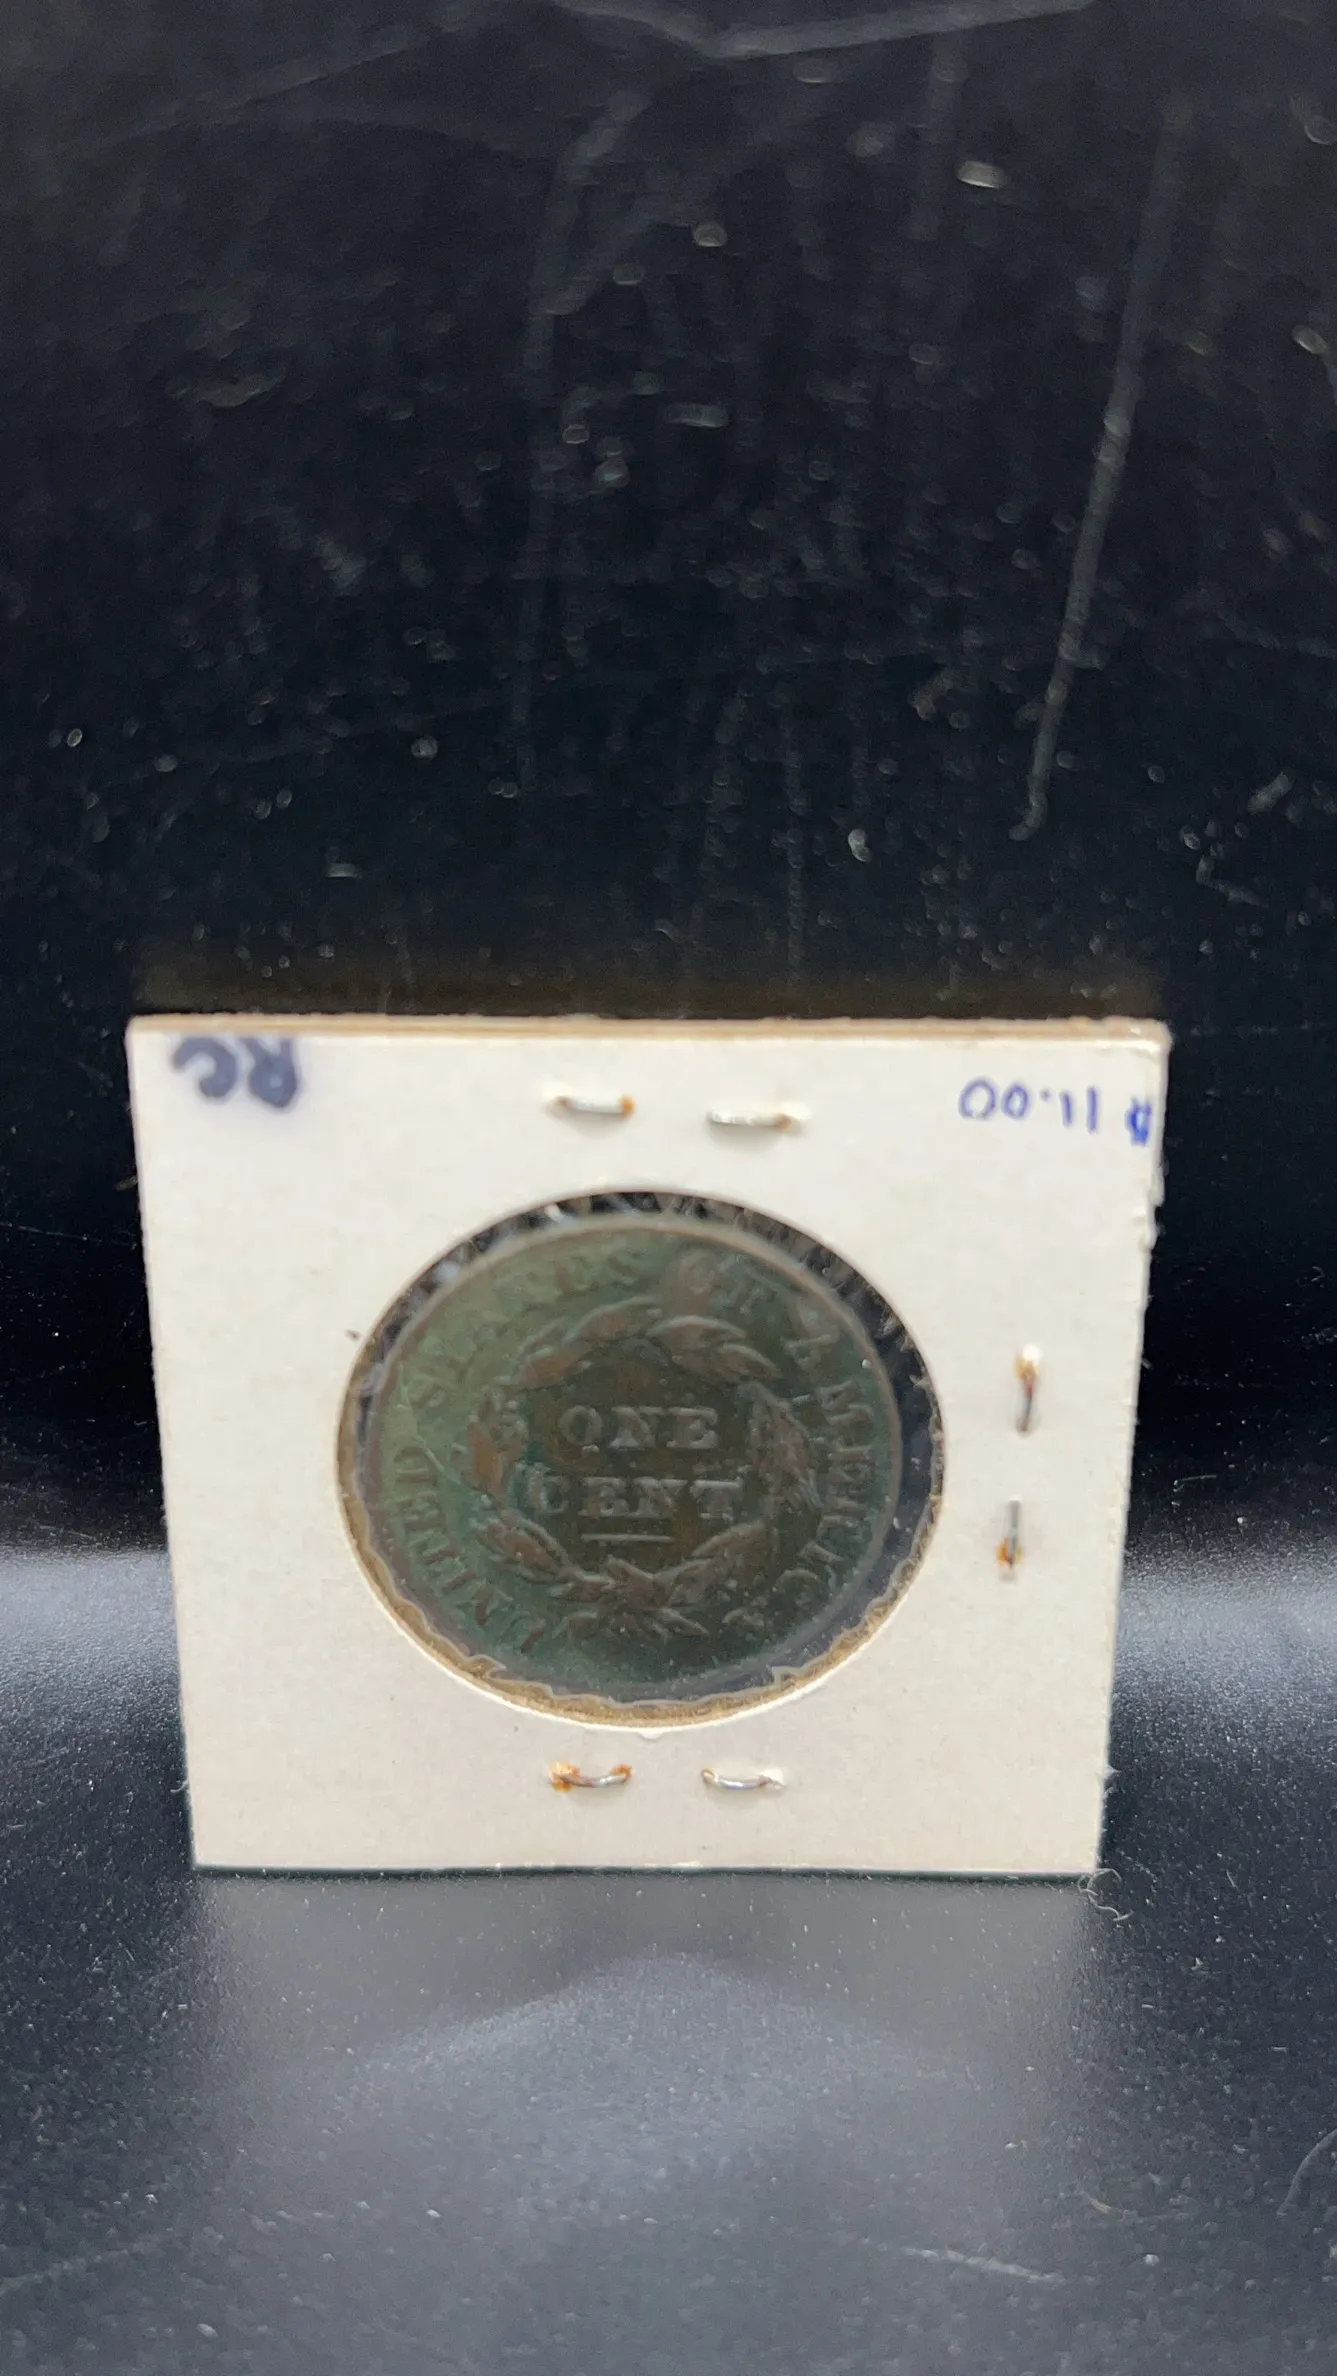 RC
$ 11.00
UNITED STATES OF AMERICA
ONE
CENT